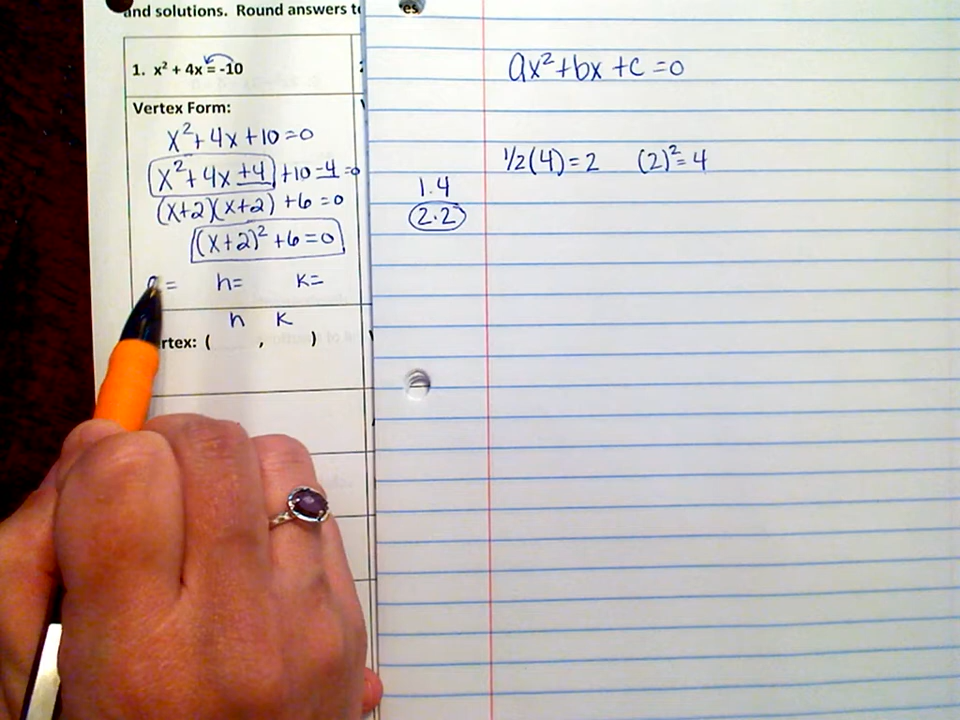 and solutions. Round answers t
es
1. x² + 4x = -10
Vertex Form:
x² + 4x + 10 = 0
x² + 4x + 4 + 10 - 4 = 0
(x+2)(x+2) + 6 = 0
(x+2)² + 6 = 0
= h= k=
h k
rtex: ( , )
ax² + bx + c = 0
1/2(4) = 2 (2)² = 4
1·4
2·2